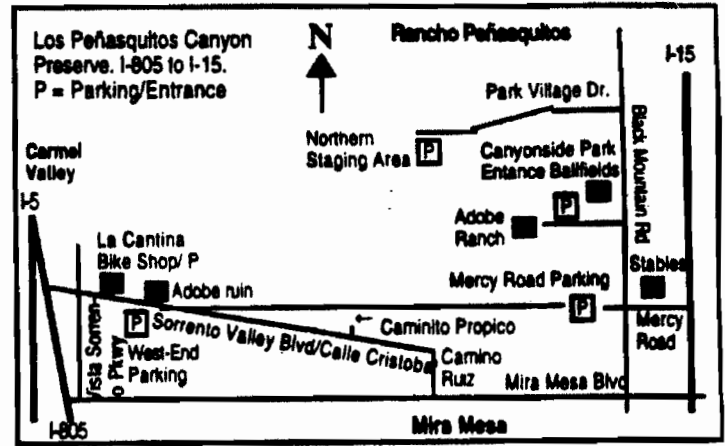 Los Peñasquitos Canyon
Preserve. I-805 to I-15.
P = Parking/Entrance
N
Rancho Peñasquitos
I-15
Park Village Dr.
Northern
Staging Area P
Canyonside Park
Entance Ballfields
P
Black Mountain Rd
Carmel
Valley
I-5
Adobe
Ranch
La Cantina
Bike Shop/ P
Adobe ruin
Mercy Road Parking
P
Stables
Mercy
Road
Caminito Propico
P
Sorrento Valley Blvd/Calle Cristoba
West-End
Parking
Vista Sorren-
o Pkwy
Camino
Ruiz
Mira Mesa Blvd
I-805
Mira Mesa